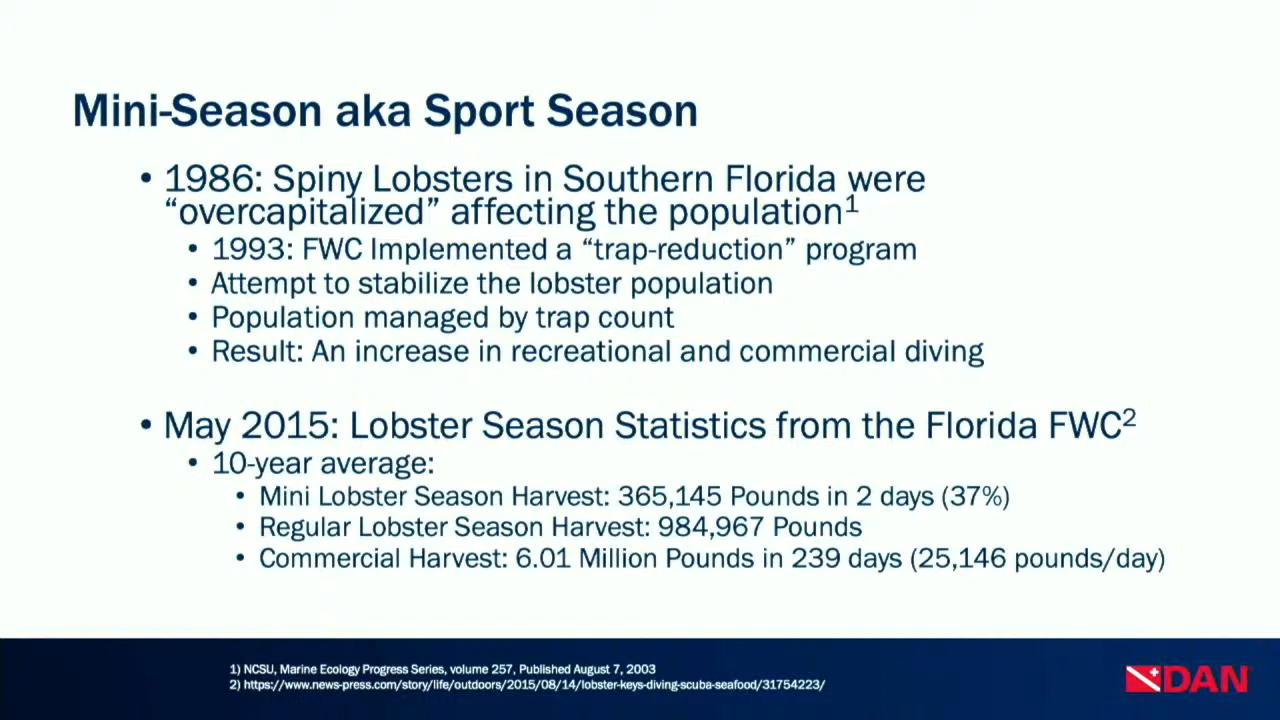 Mini-Season aka Sport Season
• 1986: Spiny Lobsters in Southern Florida were
“overcapitalized” affecting the population1
• 1993: FWC Implemented a “trap-reduction” program
• Attempt to stabilize the lobster population
• Population managed by trap count
• Result: An increase in recreational and commercial diving
• May 2015: Lobster Season Statistics from the Florida FWC2
• 10-year average:
• Mini Lobster Season Harvest: 365,145 Pounds in 2 days (37%)
• Regular Lobster Season Harvest: 984,967 Pounds
• Commercial Harvest: 6.01 Million Pounds in 239 days (25,146 pounds/day)
1) NCSU, Marine Ecology Progress Series, volume 257, Published August 7, 2003
2) https://www.news-press.com/story/life/outdoors/2015/08/14/lobster-keys-diving-scuba-seafood/31754223/
DAN